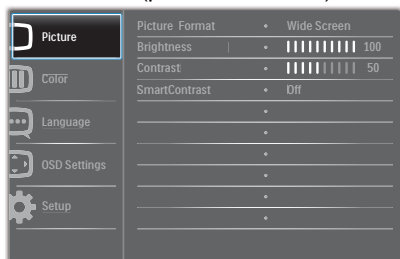 Picture
Color
Language
OSD Settings
Setup
Picture Format • Wide Screen
Brightness • 100
Contrast • 50
SmartContrast • Off
•
•
•
•
•
•